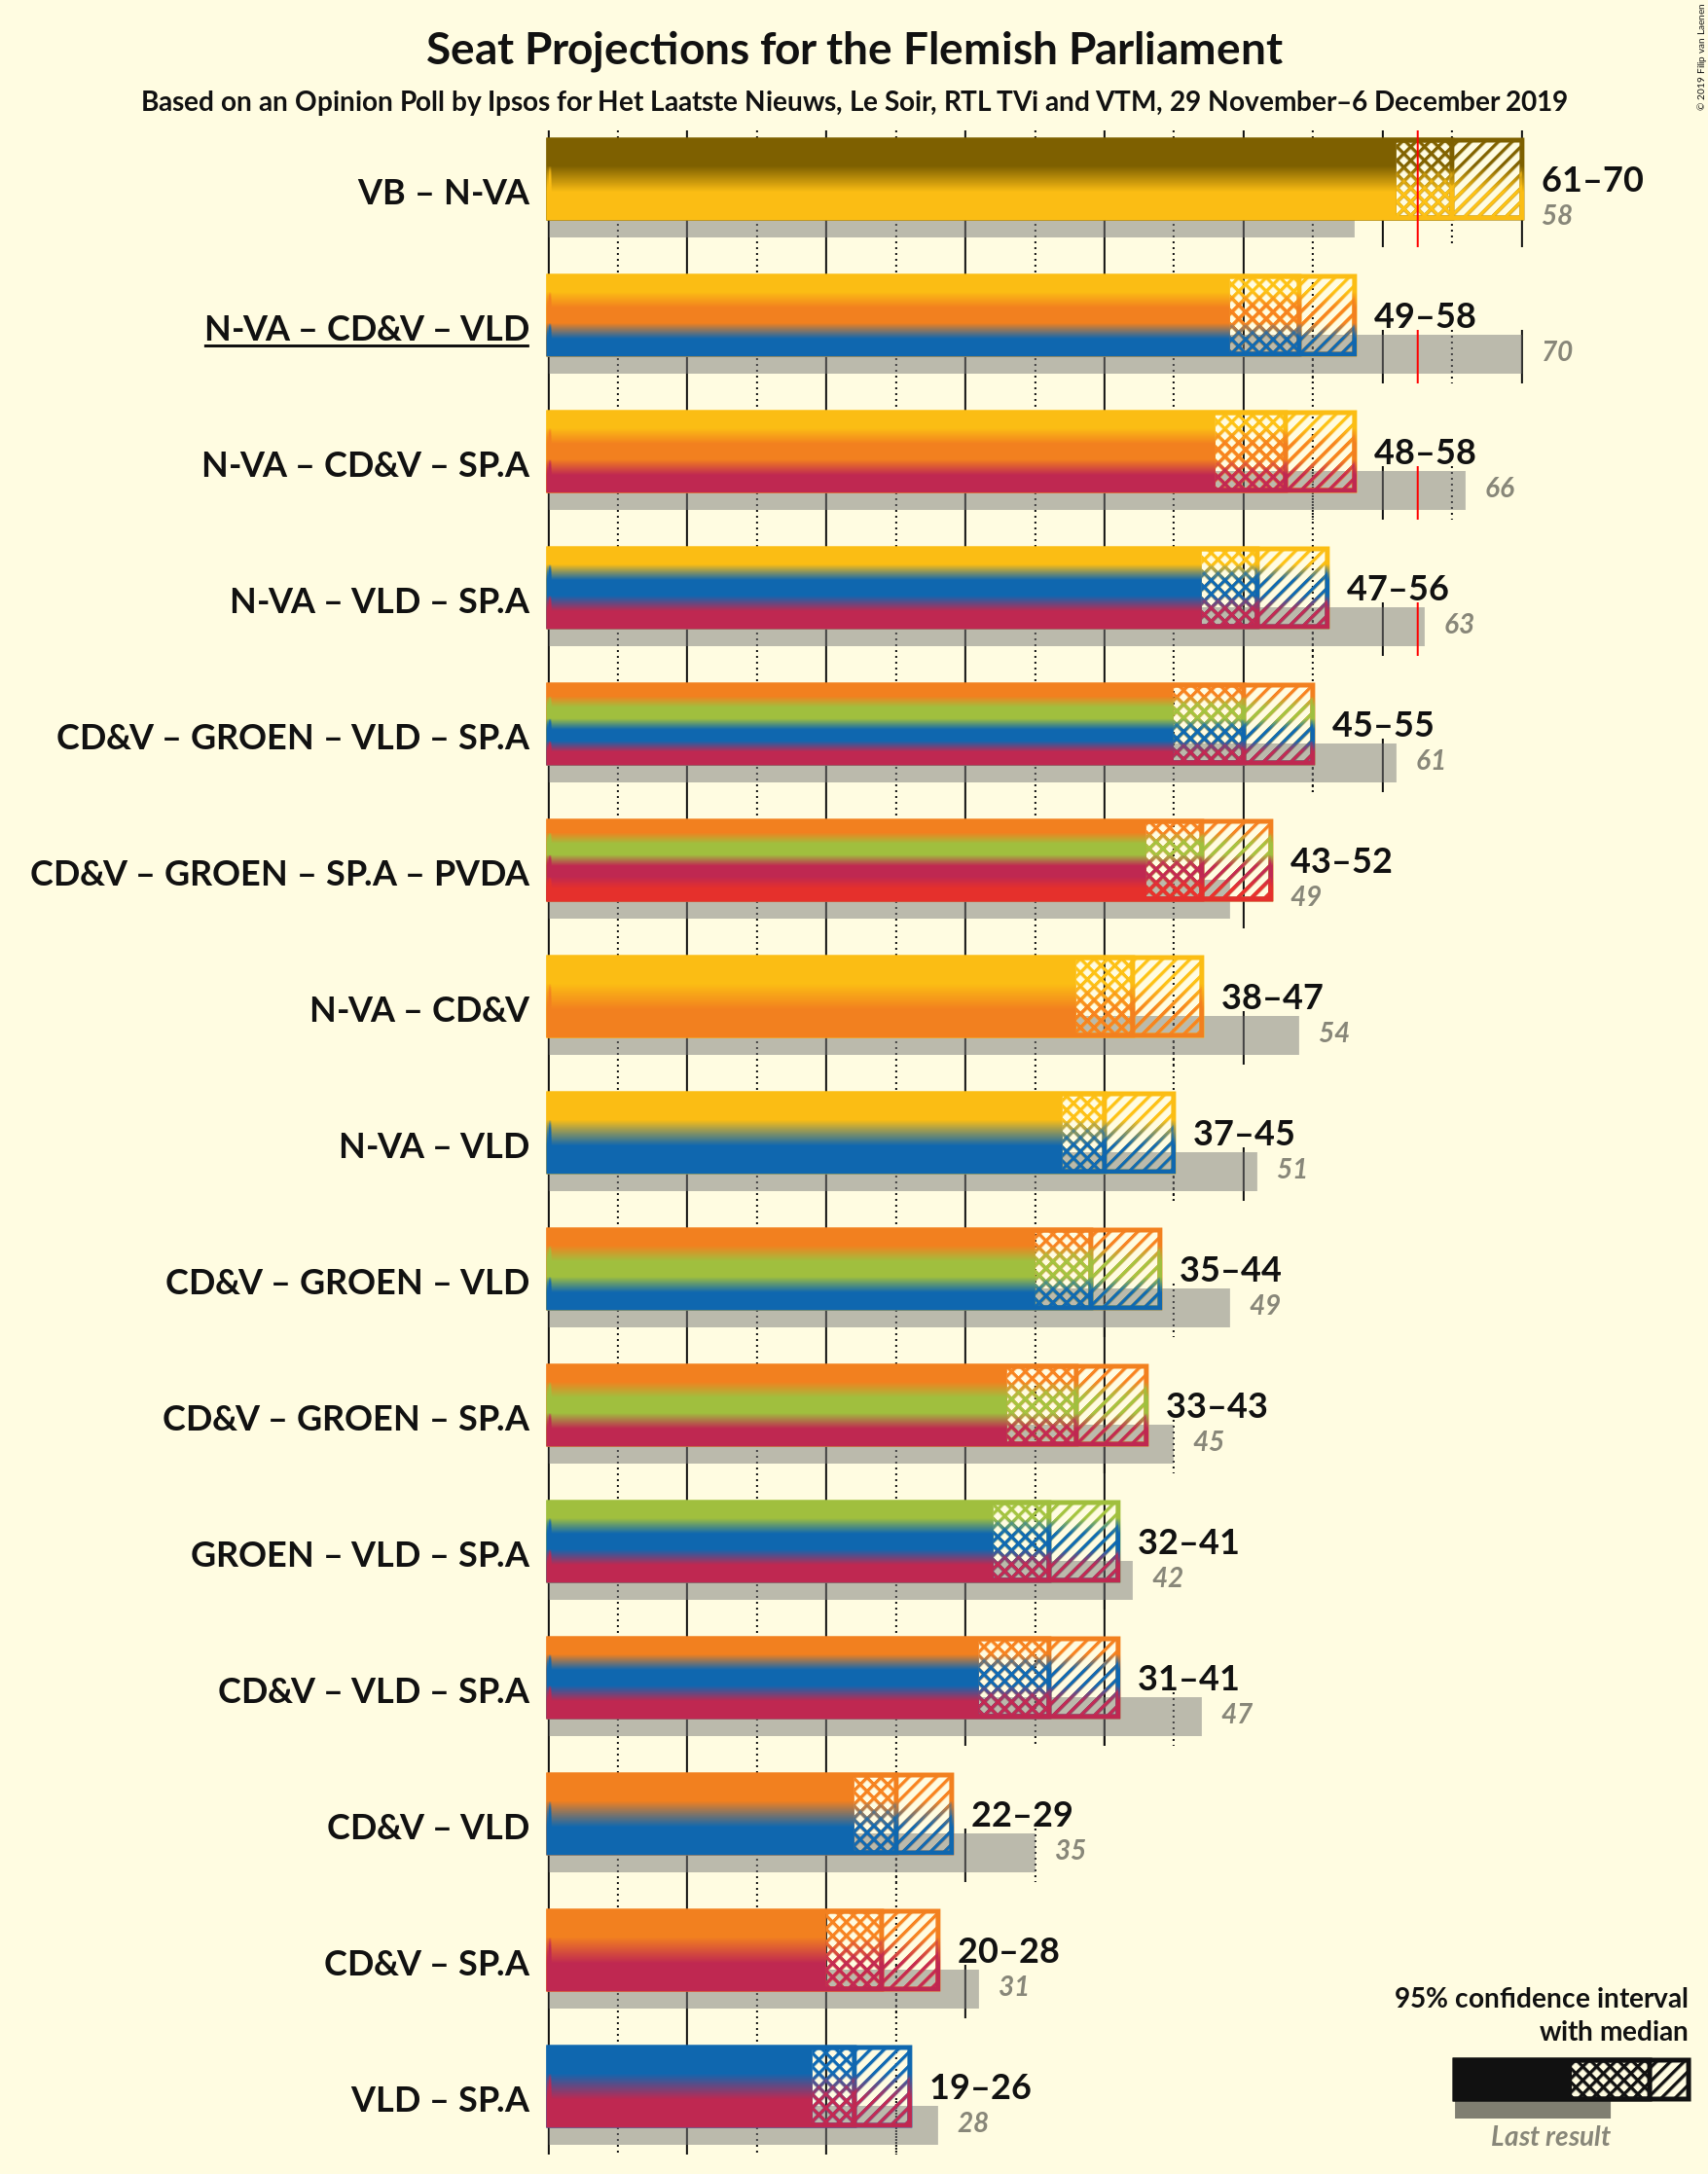 Seat Projections for the Flemish Parliament
Based on an Opinion Poll by Ipsos for Het Laatste Nieuws, Le Soir, RTL TVi and VTM, 29 November–6 December 2019
© 2019 Filip van Laenen
VB – N-VA
61–70
58
N-VA – CD&V – VLD
49–58
70
N-VA – CD&V – SP.A
48–58
66
N-VA – VLD – SP.A
47–56
63
CD&V – GROEN – VLD – SP.A
45–55
61
CD&V – GROEN – SP.A – PVDA
43–52
49
N-VA – CD&V
38–47
54
N-VA – VLD
37–45
51
CD&V – GROEN – VLD
35–44
49
CD&V – GROEN – SP.A
33–43
45
GROEN – VLD – SP.A
32–41
42
CD&V – VLD – SP.A
31–41
47
CD&V – VLD
22–29
35
CD&V – SP.A
20–28
31
VLD – SP.A
19–26
28
95% confidence interval
with median
Last result